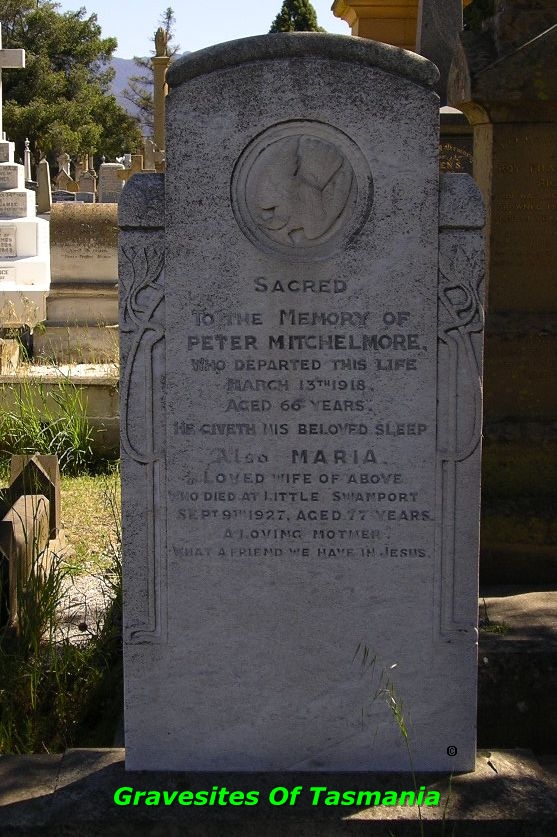 Sacred
To the Memory of
Peter Mitchelmore.
Who departed this life
March 13th 1918.
Aged 66 years.
He giveth His beloved sleep
Also Maria.
Loved wife of above
Who died at Little Swanport
Sept. 9th 1927, aged 77 years.
A loving mother.
What a friend we have in Jesus.
©
Gravesites Of Tasmania